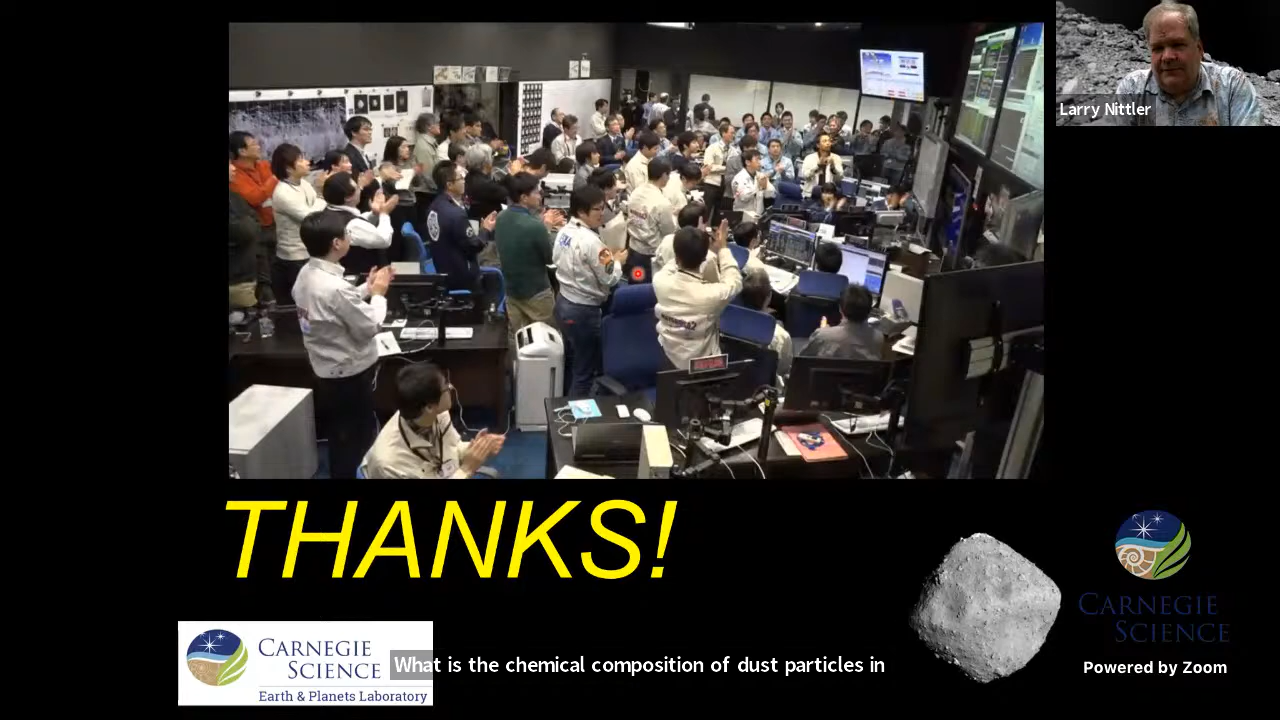 Larry Nittler
THANKS!
CARNEGIE
SCIENCE
Earth & Planets Laboratory
What is the chemical composition of dust particles in
CARNEGIE
SCIENCE
Powered by Zoom